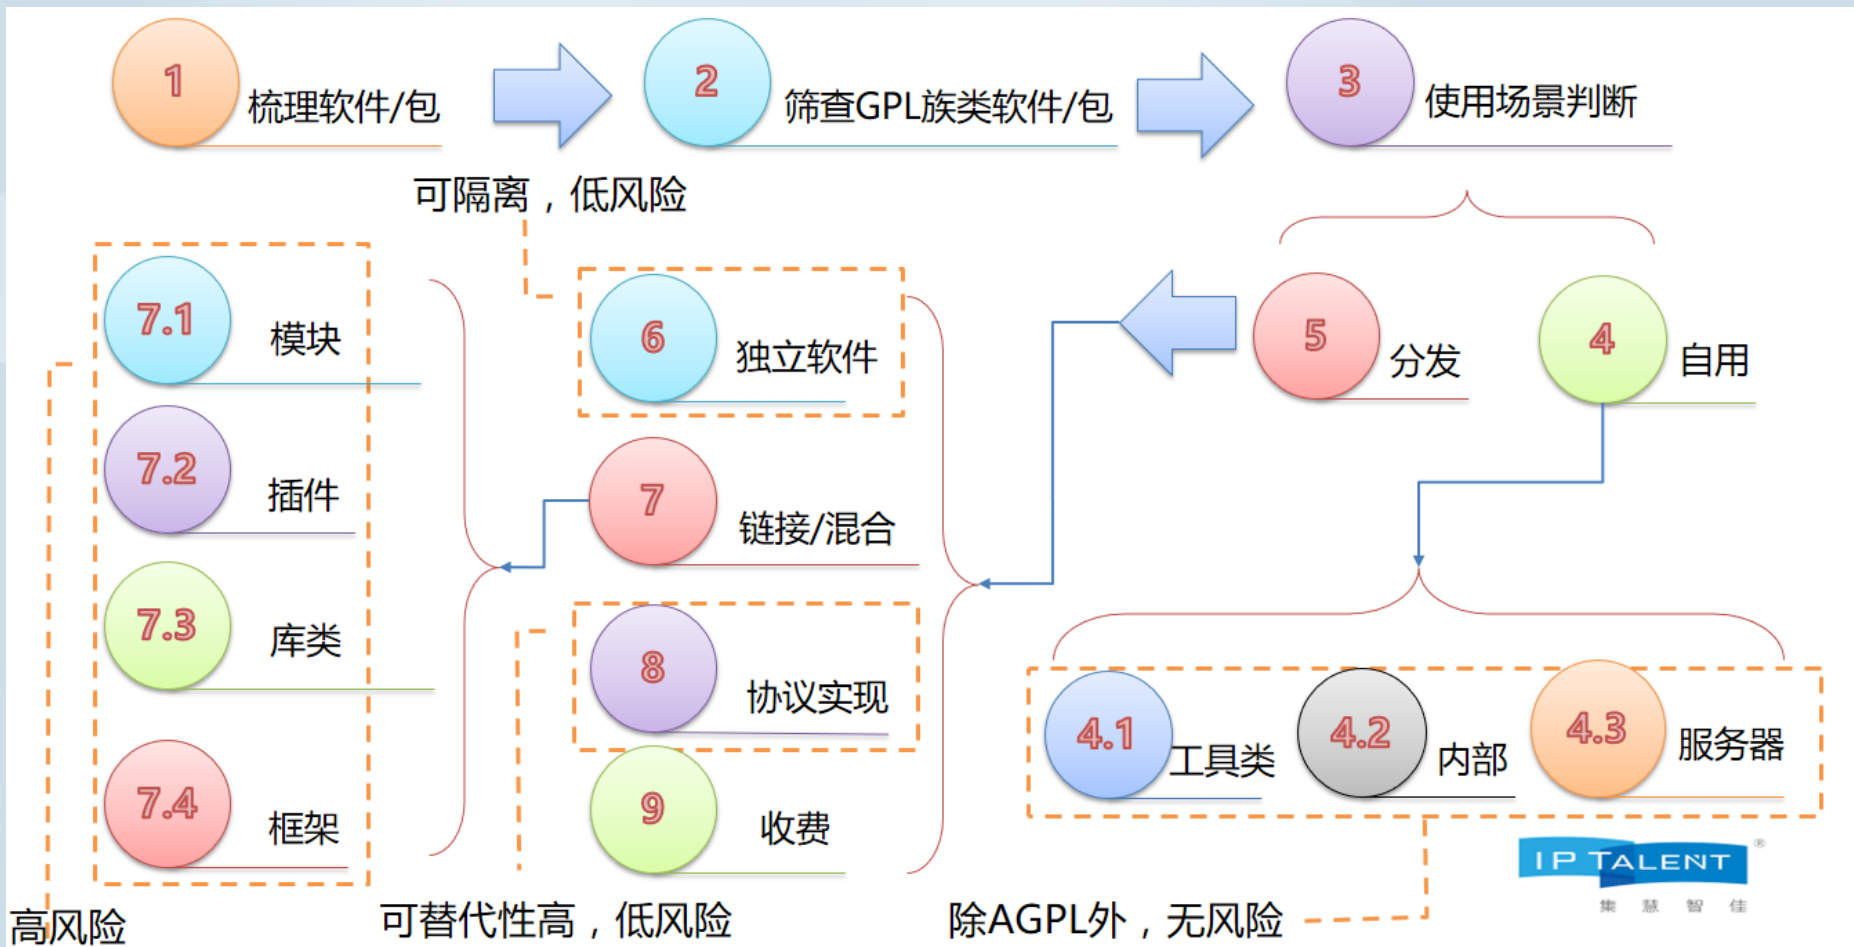 1
梳理软件/包
2
筛查GPL族类软件/包
3
使用场景判断
可隔离，低风险
4
自用
5
分发
6
独立软件
7
链接/混合
8
协议实现
9
收费
7.1
模块
7.2
插件
7.3
库类
7.4
框架
4.1
工具类
4.2
内部
4.3
服务器
高风险
可替代性高，低风险
除AGPL外，无风险
IP TALENT ®
集慧智佳